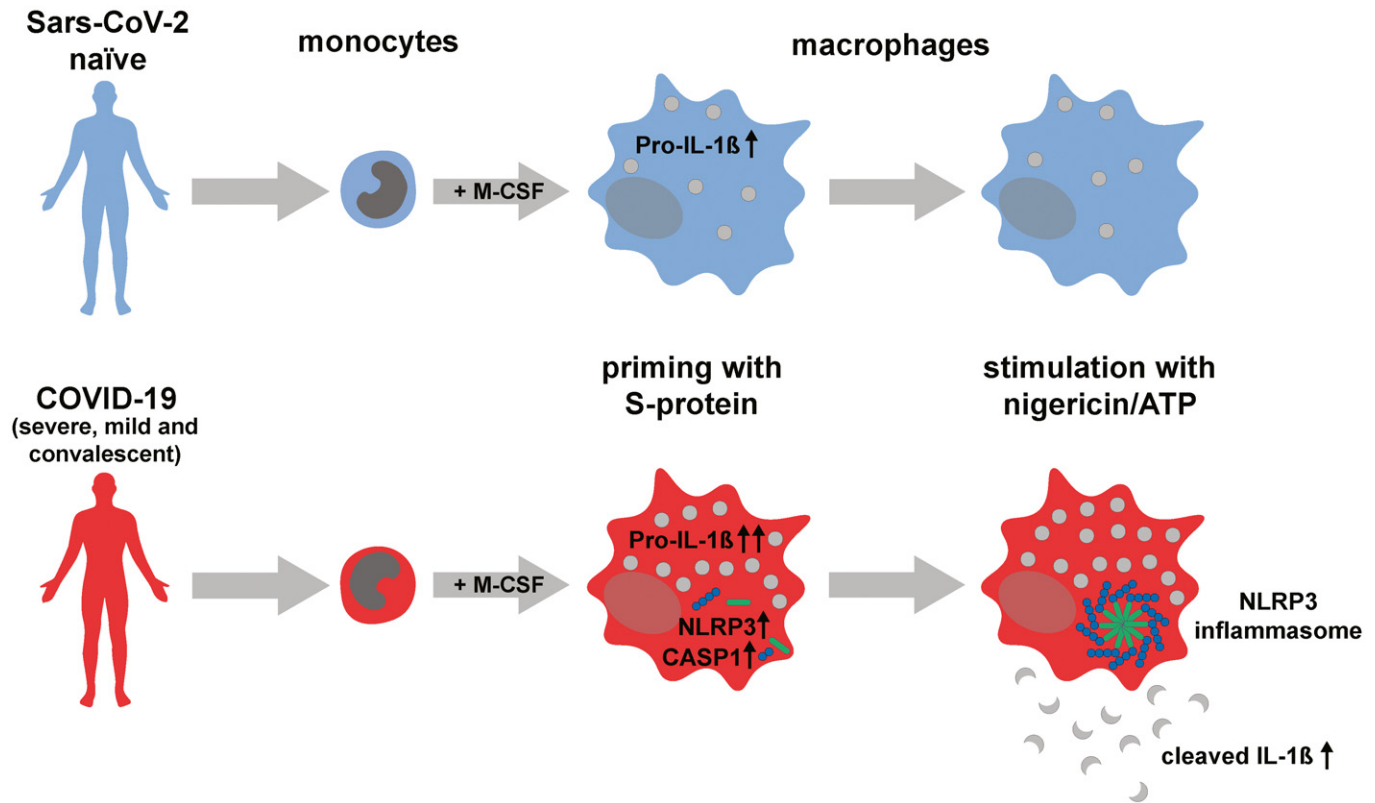 Sars-CoV-2
naïve
monocytes
macrophages
Pro-IL-1ß ↑
+ M-CSF
COVID-19
(severe, mild and
convalescent)
priming with
S-protein
stimulation with
nigericin/ATP
+ M-CSF
Pro-IL-1ß ↑↑
NLRP3 ↑
CASP1 ↑
NLRP3
inflammasome
cleaved IL-1ß ↑